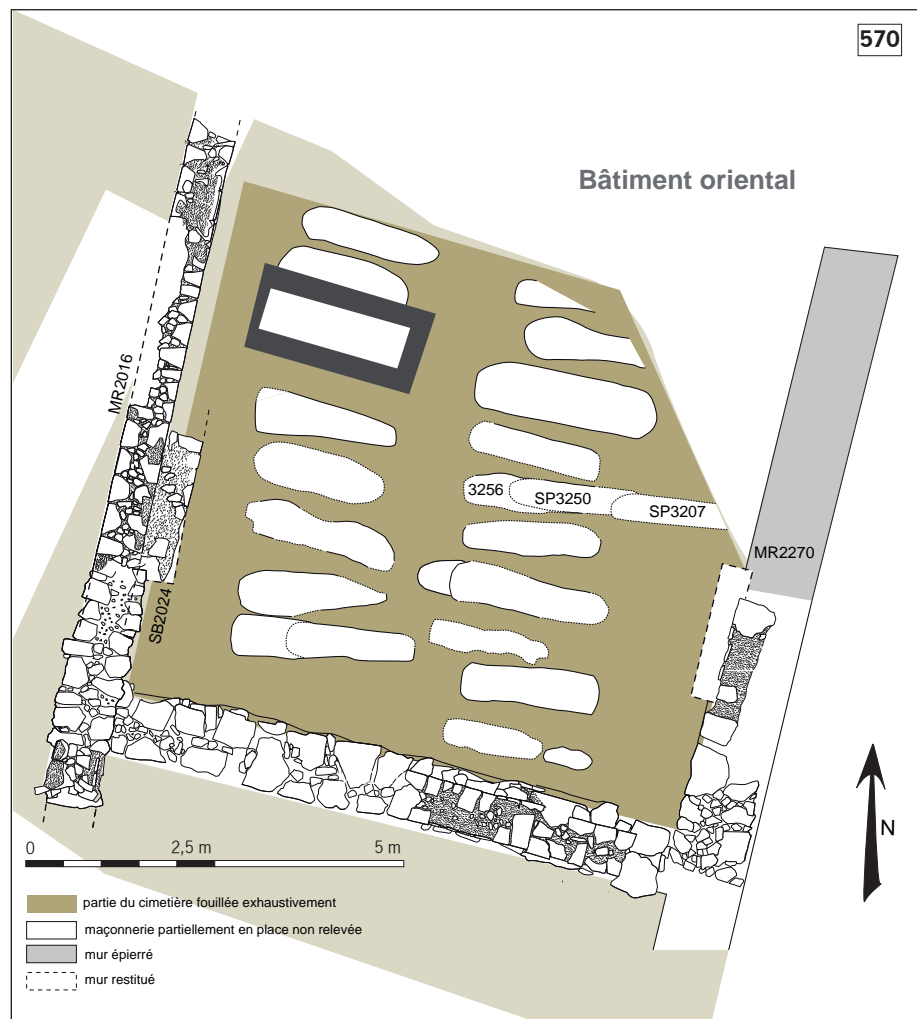 570
Bâtiment oriental
MR2016
3256
SP3250
SP3207
MR2270
SB2024
N
0 2,5 m 5 m
partie du cimetière fouillée exhaustivement
maçonnerie partiellement en place non relevée
mur épierré
mur restitué